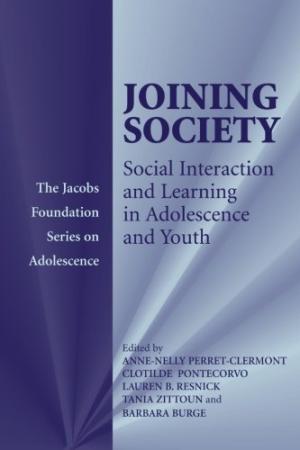 JOINING
SOCIETY
Social Interaction
and Learning
in Adolescence
and Youth
The Jacobs
Foundation
Series on
Adolescence
Edited by
ANNE-NELLY PERRET-CLERMONT
CLOTILDE PONTECORVO
LAUREN B. RESNICK
TANIA ZITTOUN and
BARBARA BURGE